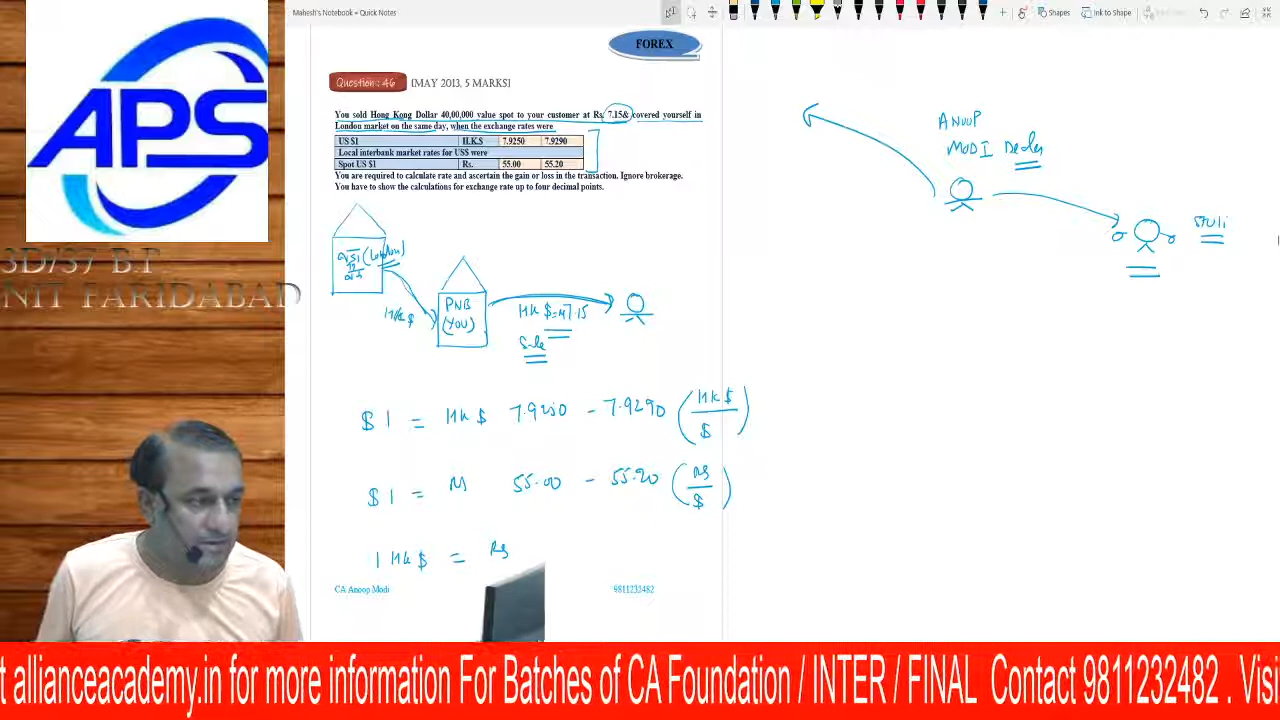 Mahesh's Notebook » Quick Notes
Shapes
Ink to Shape
APS
3D/37 B.P
NIT FARIDABAD
FOREX
Question : 46 [MAY 2013, 5 MARKS]
You sold Hong Kong Dollar 40,00,000 value spot to your customer at Rs. 7.15& covered yourself in
London market on the same day, when the exchange rates were
US $1 H.K.$ 7.9250 7.9290
Local interbank market rates for US$ were
Spot US $1 Rs. 55.00 55.20
You are required to calculate rate and ascertain the gain or loss in the transaction. Ignore brokerage.
You have to show the calculations for exchange rate up to four decimal points.
ANOOP
MODI Dealer
(London)
HK $
PNB
(YOU)
HK $
Sale
$ 1 = HK $ 7.9250 - 7.9290 (HK $ / $)
$ 1 = Rs 55.00 - 55.20 (Rs / $)
1 HK $ = Rs
CA Anoop Modi 9811232482
t allianceacademy.in for more information For Batches of CA Foundation / INTER / FINAL Contact 9811232482 . Visi